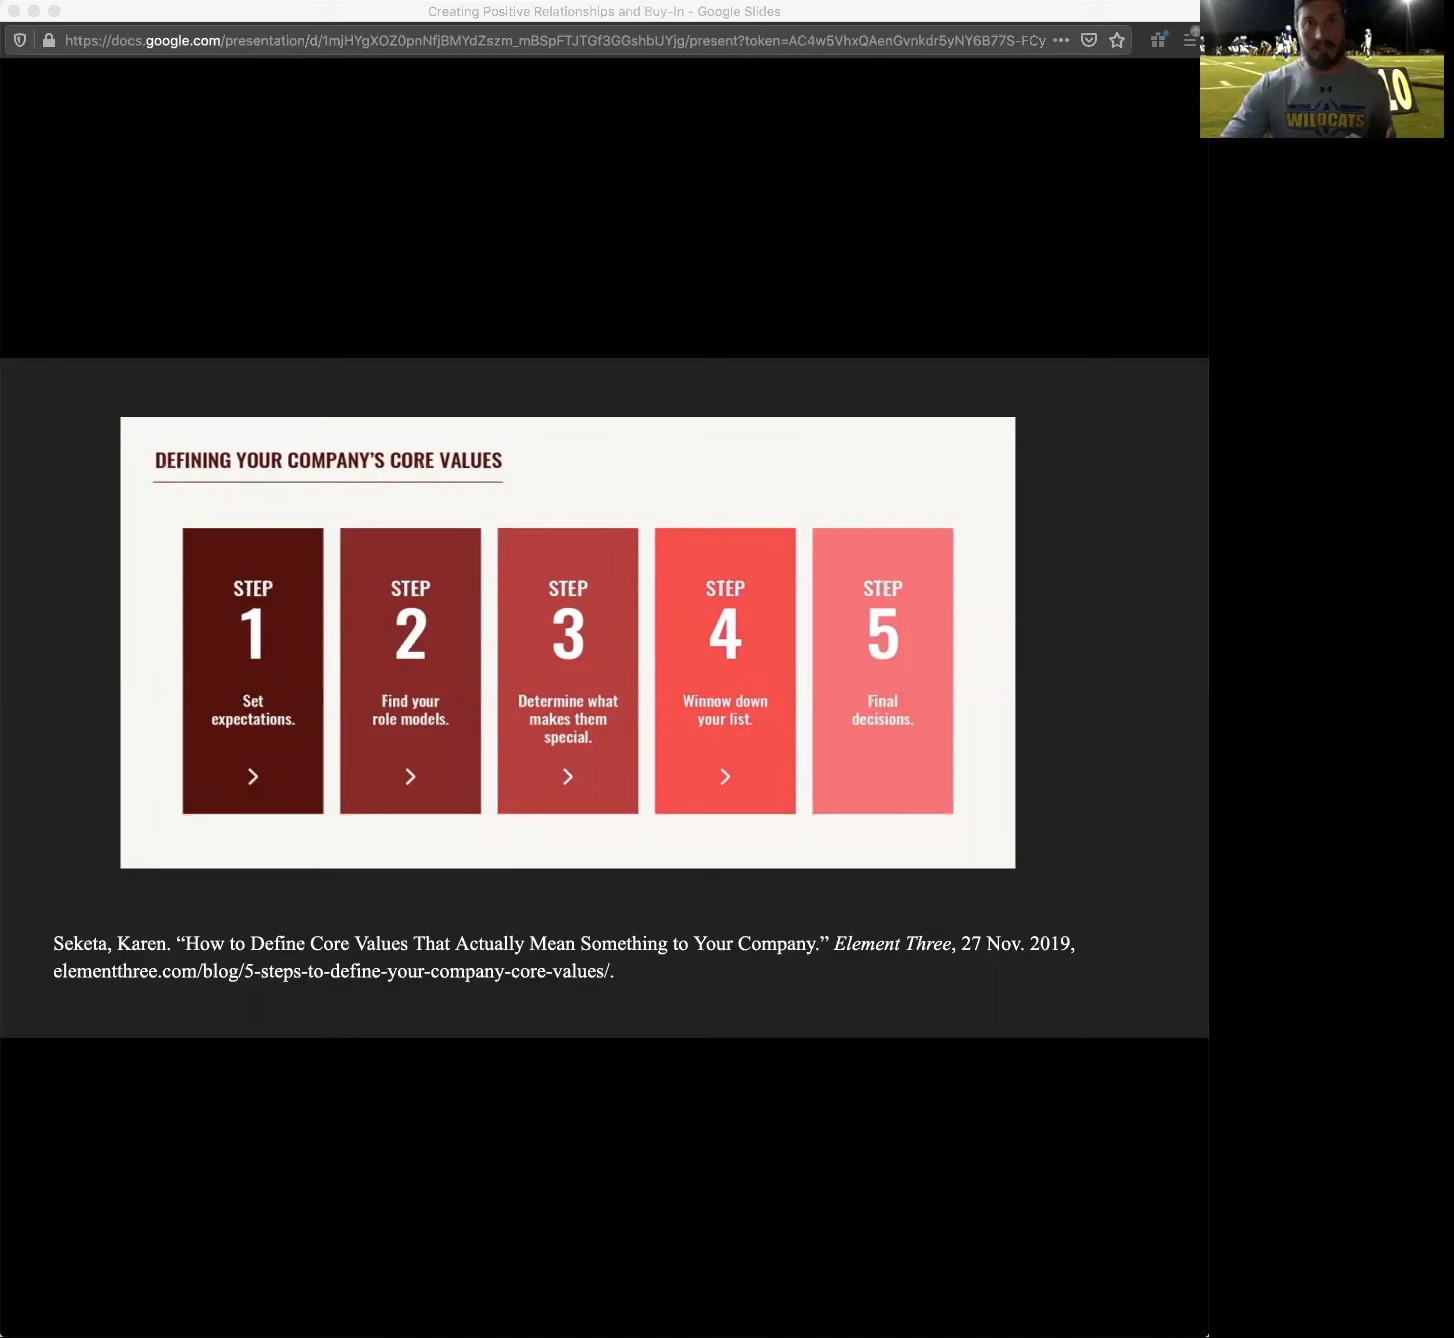 Creating Positive Relationships and Buy-In - Google Slides
https://docs.google.com/presentation/d/1mjHYgXOZ0pnNfjBMYdZszm_mBSpFTJTGf3GGshbUYjg/present?token=AC4w5VhxQAenGvnkdr5yNY6B77S-FCy
WILDCATS
DEFINING YOUR COMPANY'S CORE VALUES
STEP
1
Set
expectations.
STEP
2
Find your
role models.
STEP
3
Determine what
makes them
special.
STEP
4
Winnow down
your list.
STEP
5
Final
decisions.
Seketa, Karen. “How to Define Core Values That Actually Mean Something to Your Company.” Element Three, 27 Nov. 2019,
elementthree.com/blog/5-steps-to-define-your-company-core-values/.